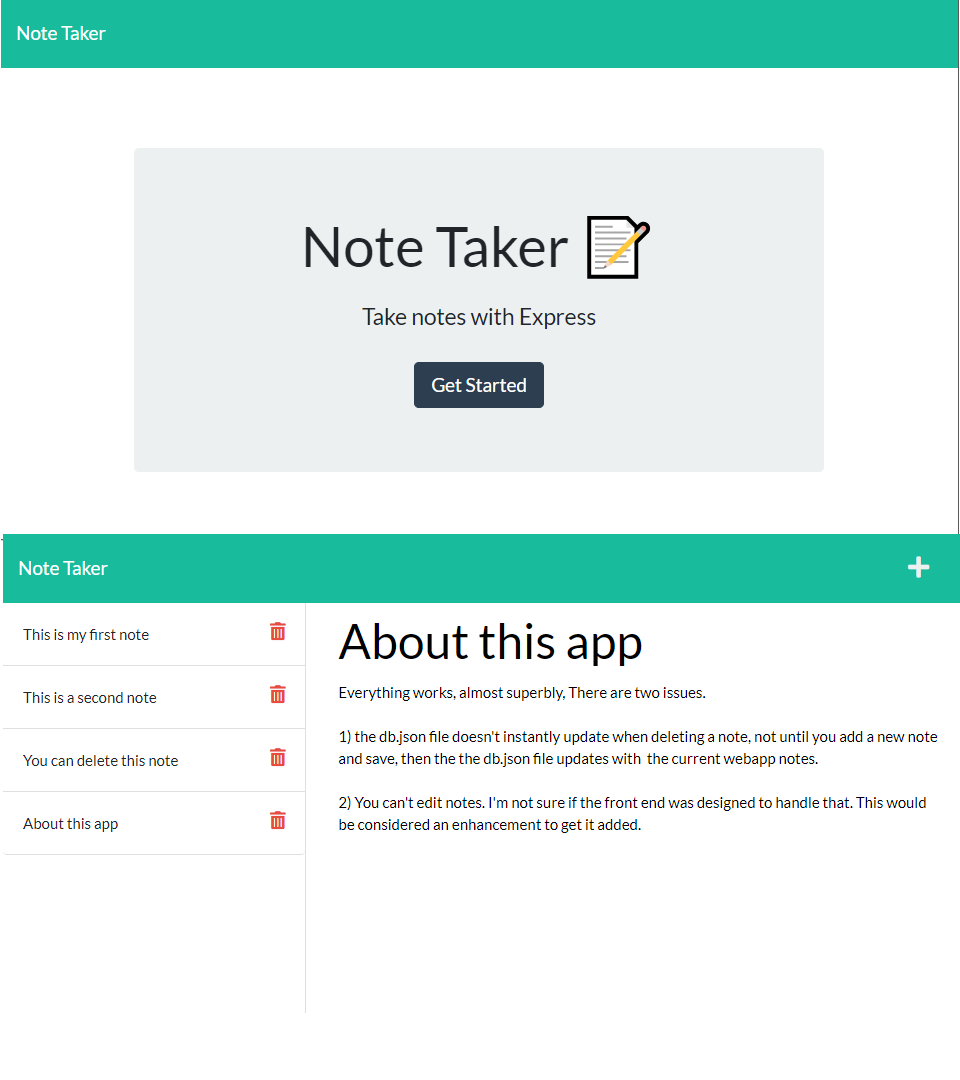 Note Taker
Note Taker
Take notes with Express
Get Started
Note Taker
This is my first note
This is a second note
You can delete this note
About this app
About this app
Everything works, almost superbly, There are two issues.
1) the db.json file doesn't instantly update when deleting a note, not until you add a new note
and save, then the the db.json file updates with  the current webapp notes.
2) You can't edit notes. I'm not sure if the front end was designed to handle that. This would
be considered an enhancement to get it added.